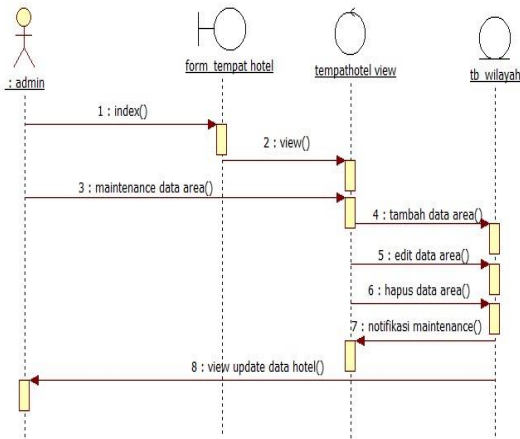 : admin
form_tempat hotel
tempathotel view
tb_wilayah
1 : index()
2 : view()
3 : maintenance data area()
4 : tambah data area()
5 : edit data area()
6 : hapus data area()
7 : notifikasi maintenance()
8 : view update data hotel()